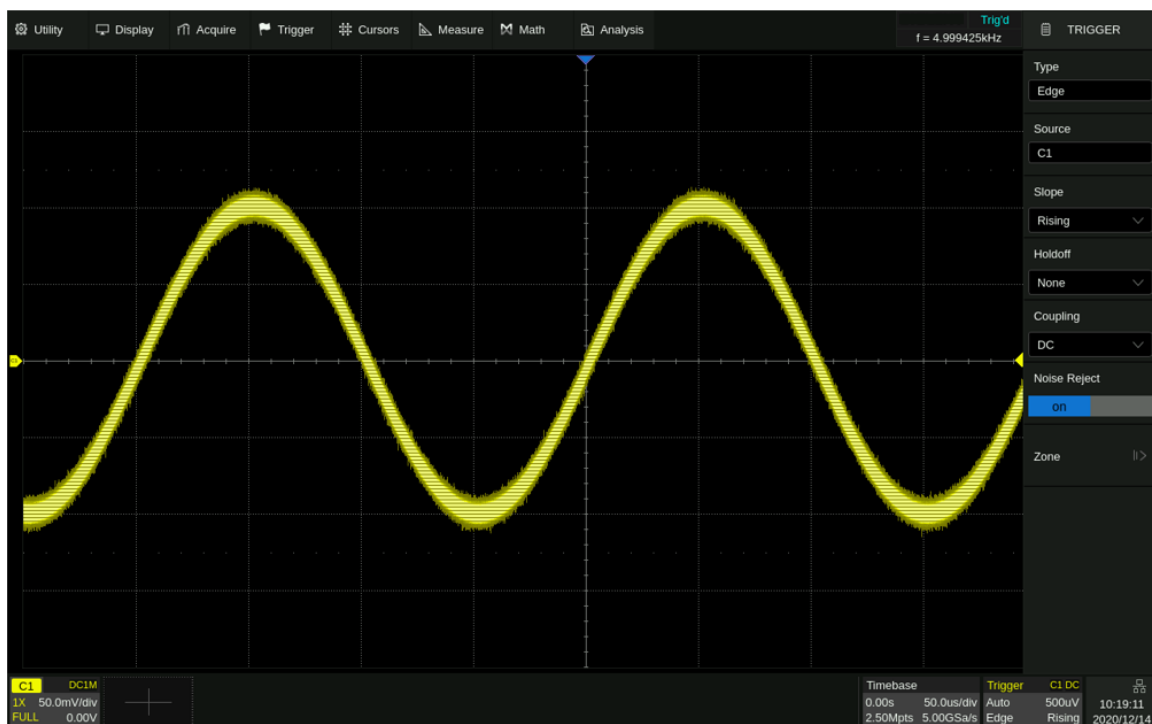 Utility
Display
Acquire
Trigger
Cursors
Measure
Math
Analysis
Trig'd
f = 4.999425kHz
TRIGGER
Type
Edge
Source
C1
Slope
Rising
Holdoff
None
Coupling
DC
Noise Reject
on
Zone
C1 DC1M
1X 50.0mV/div
FULL 0.00V
Timebase
0.00s 50.0us/div
2.50Mpts 5.00GSa/s
Trigger C1 DC
Auto 500uV
Edge Rising
10:19:11
2020/12/14